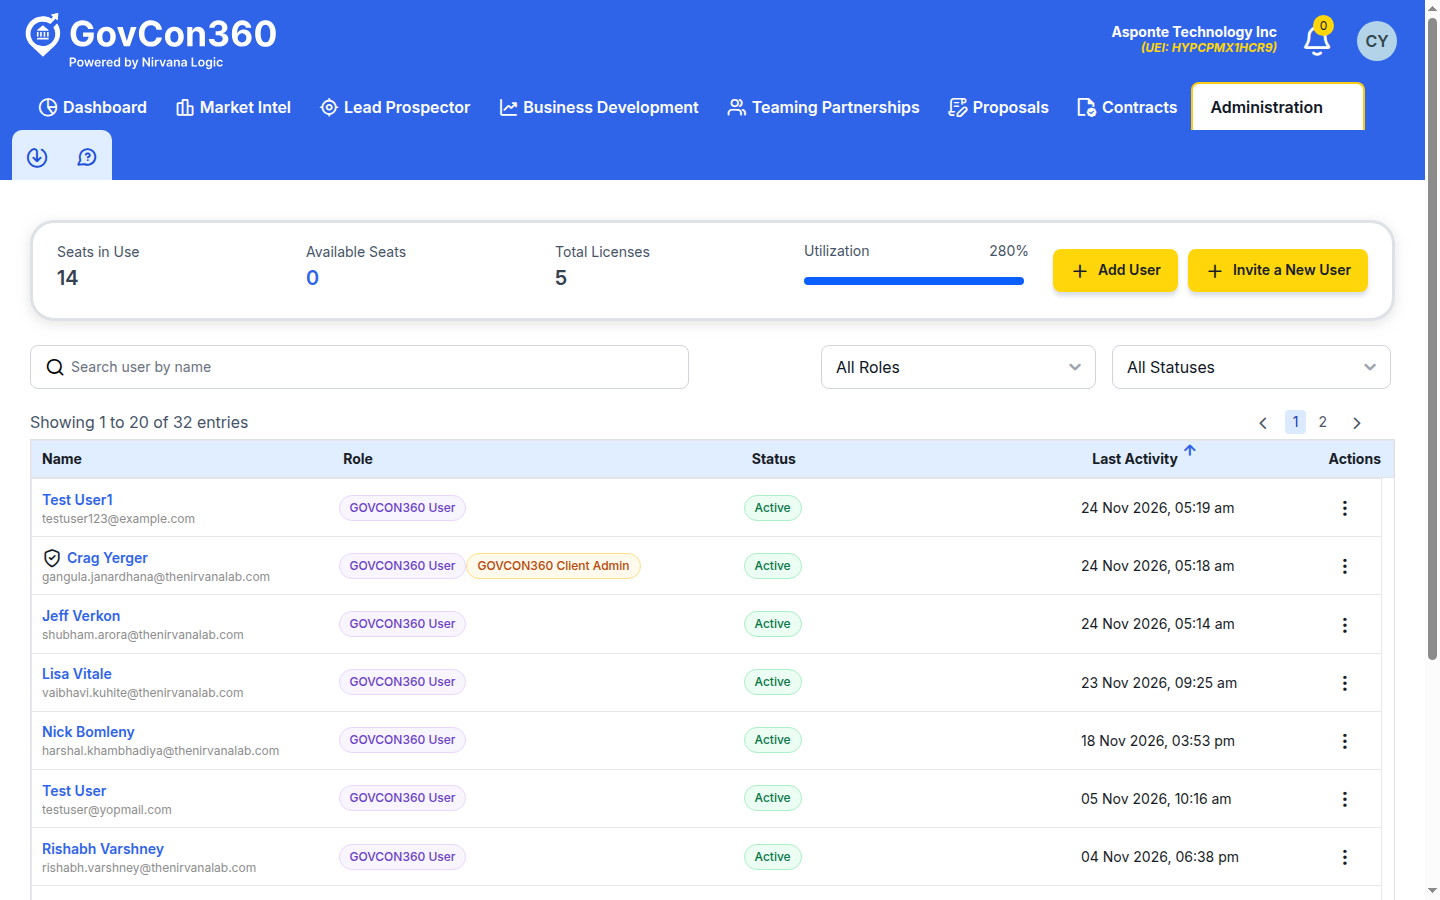 GovCon360
Powered by Nirvana Logic
Asponte Technology Inc
(UEI: HYPCPMX1HCR9)
0
CY
Dashboard
Market Intel
Lead Prospector
Business Development
Teaming Partnerships
Proposals
Contracts
Administration
Seats in Use
14
Available Seats
0
Total Licenses
5
Utilization 280%
Add User
Invite a New User
Search user by name
All Roles
All Statuses
Showing 1 to 20 of 32 entries
1 2
Name Role Status Last Activity Actions
Test User1
testuser123@example.com
GOVCON360 User
Active
24 Nov 2026, 05:19 am
Crag Yerger
gangula.janardhana@thenirvanalab.com
GOVCON360 User
GOVCON360 Client Admin
Active
24 Nov 2026, 05:18 am
Jeff Verkon
shubham.arora@thenirvanalab.com
GOVCON360 User
Active
24 Nov 2026, 05:14 am
Lisa Vitale
vaibhavi.kuhite@thenirvanalab.com
GOVCON360 User
Active
23 Nov 2026, 09:25 am
Nick Bomleny
harshal.khambhadiya@thenirvanalab.com
GOVCON360 User
Active
18 Nov 2026, 03:53 pm
Test User
testuser@yopmail.com
GOVCON360 User
Active
05 Nov 2026, 10:16 am
Rishabh Varshney
rishabh.varshney@thenirvanalab.com
GOVCON360 User
Active
04 Nov 2026, 06:38 pm